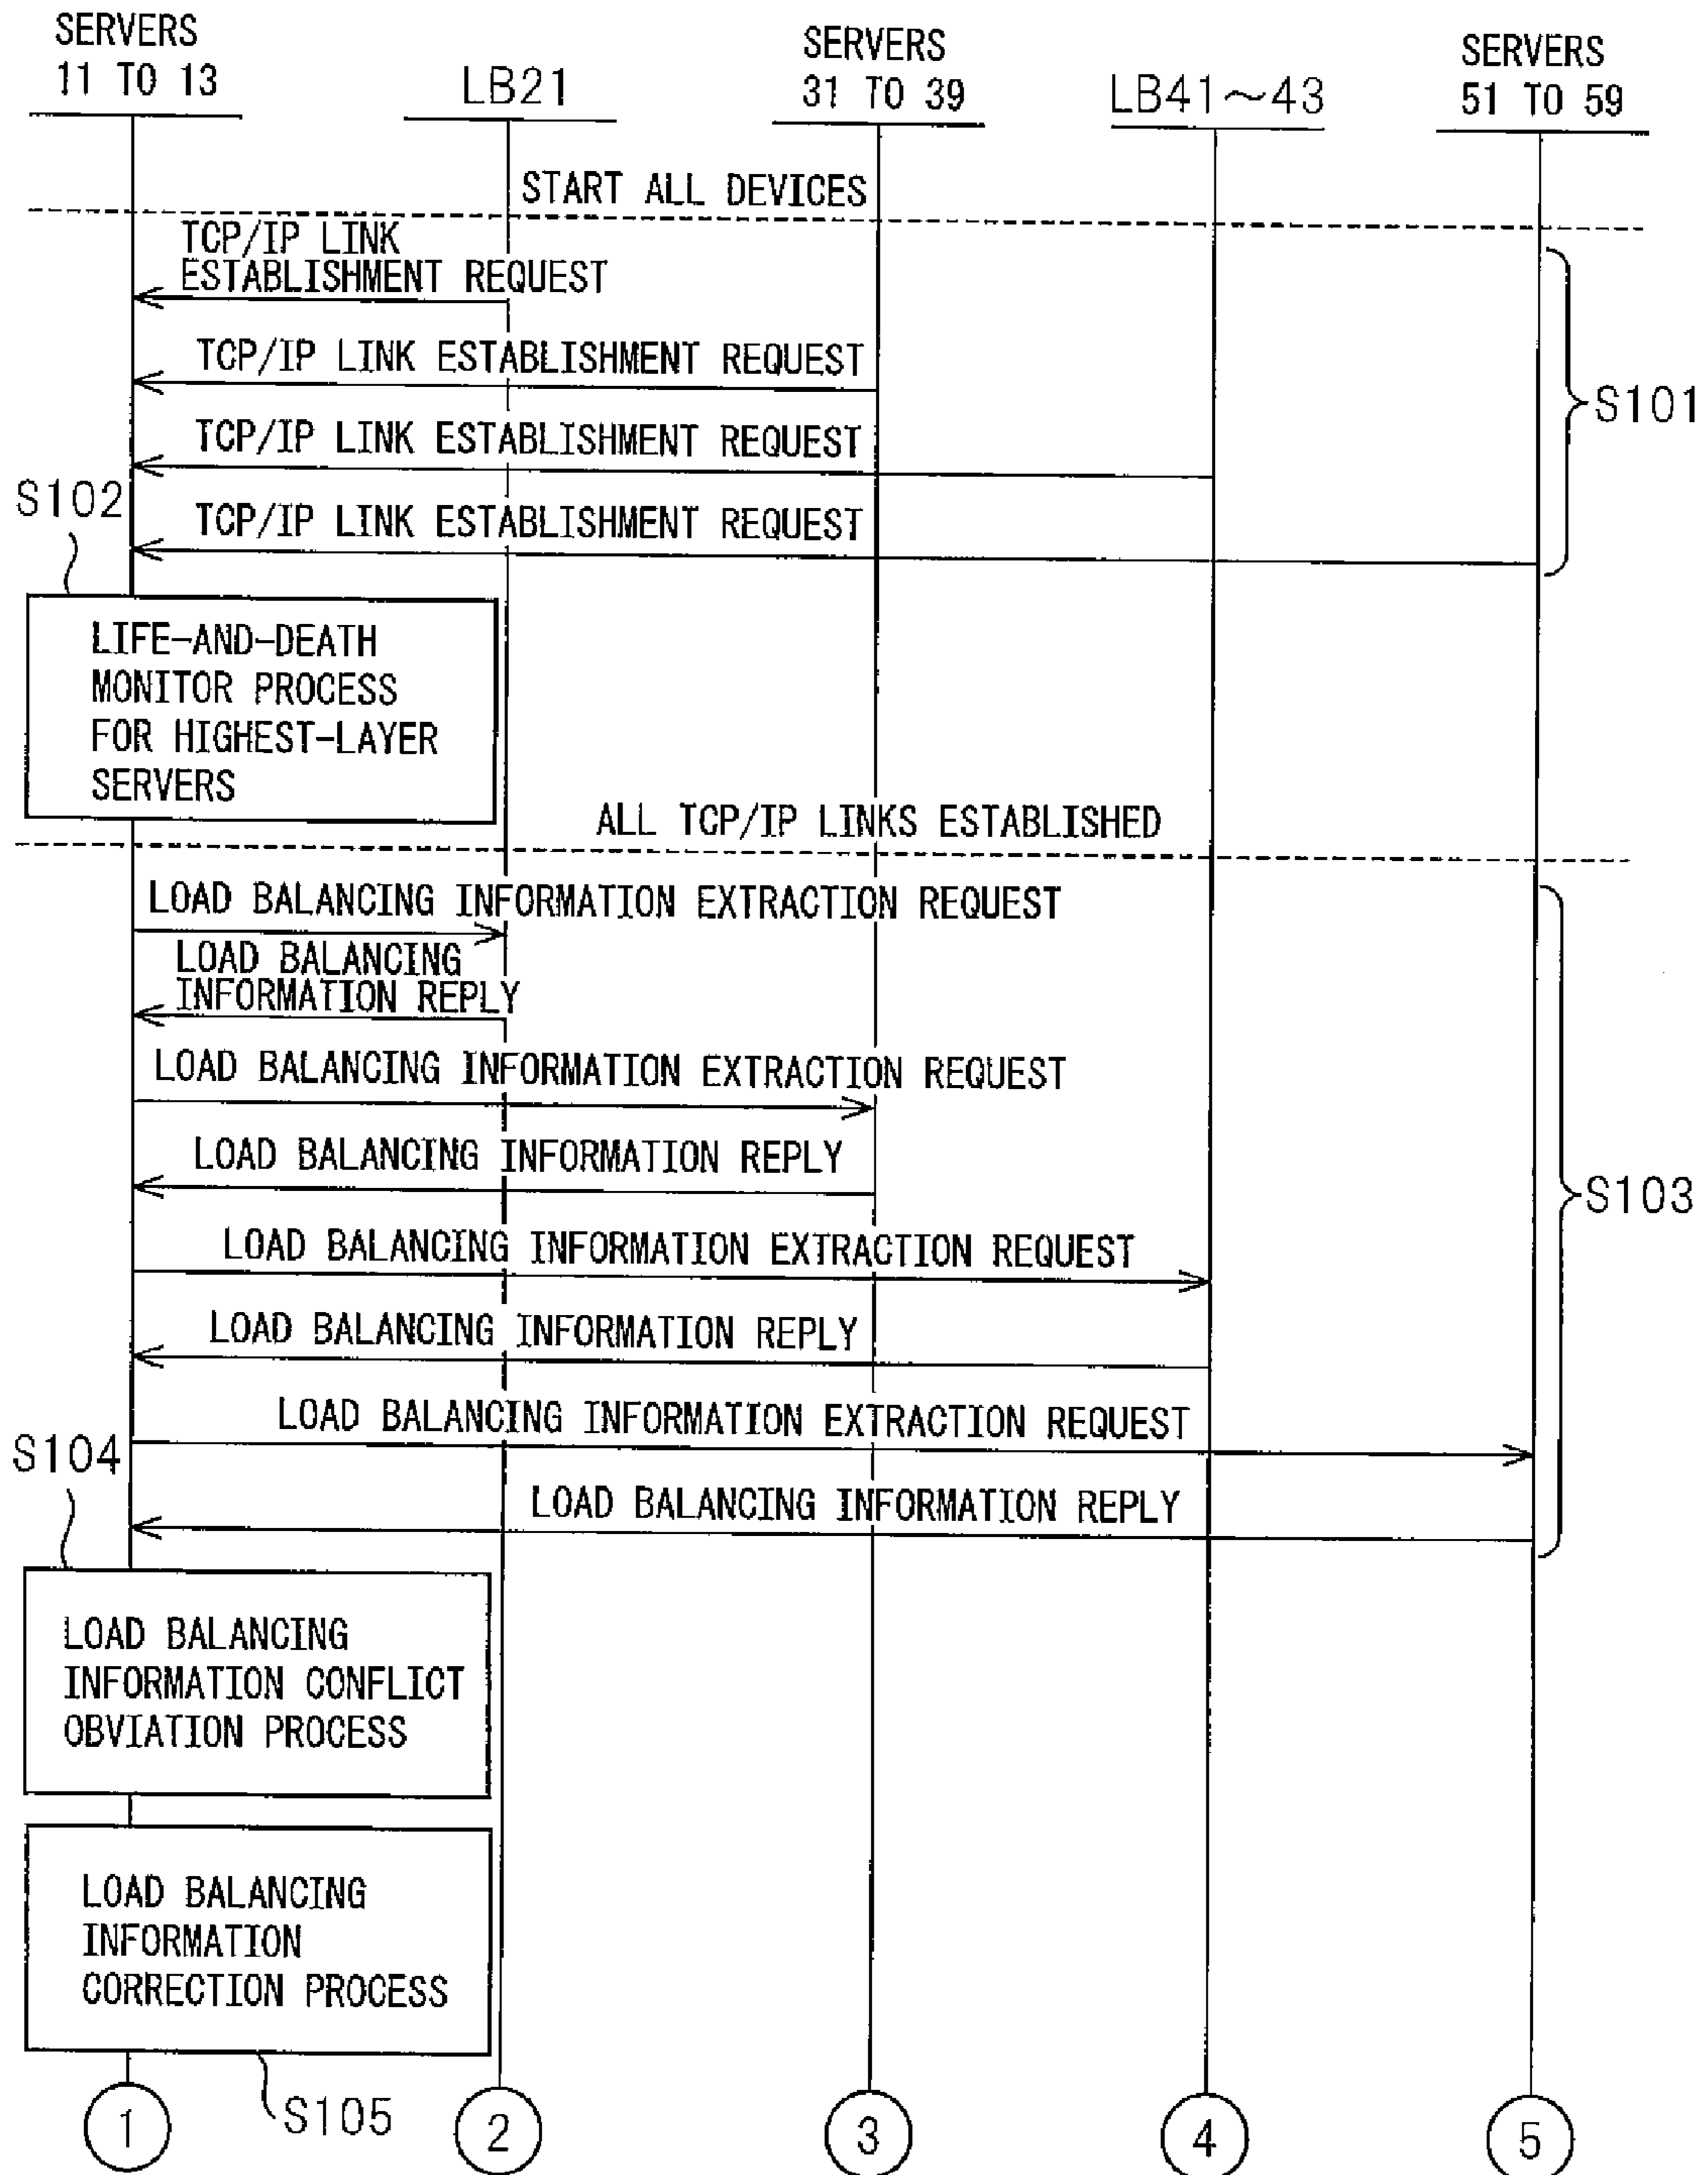 SERVERS
11 TO 13
LB21
SERVERS
31 TO 39
LB41~43
SERVERS
51 TO 59
START ALL DEVICES
TCP/IP LINK
ESTABLISHMENT REQUEST
TCP/IP LINK ESTABLISHMENT REQUEST
S101
TCP/IP LINK ESTABLISHMENT REQUEST
S102
TCP/IP LINK ESTABLISHMENT REQUEST
LIFE-AND-DEATH
MONITOR PROCESS
FOR HIGHEST-LAYER
SERVERS
ALL TCP/IP LINKS ESTABLISHED
LOAD BALANCING INFORMATION EXTRACTION REQUEST
LOAD BALANCING
INFORMATION REPLY
LOAD BALANCING INFORMATION EXTRACTION REQUEST
LOAD BALANCING INFORMATION REPLY
S103
LOAD BALANCING INFORMATION EXTRACTION REQUEST
LOAD BALANCING INFORMATION REPLY
LOAD BALANCING INFORMATION EXTRACTION REQUEST
S104
LOAD BALANCING INFORMATION REPLY
LOAD BALANCING
INFORMATION CONFLICT
OBVIATION PROCESS
LOAD BALANCING
INFORMATION
CORRECTION PROCESS
S105
1
2
3
4
5